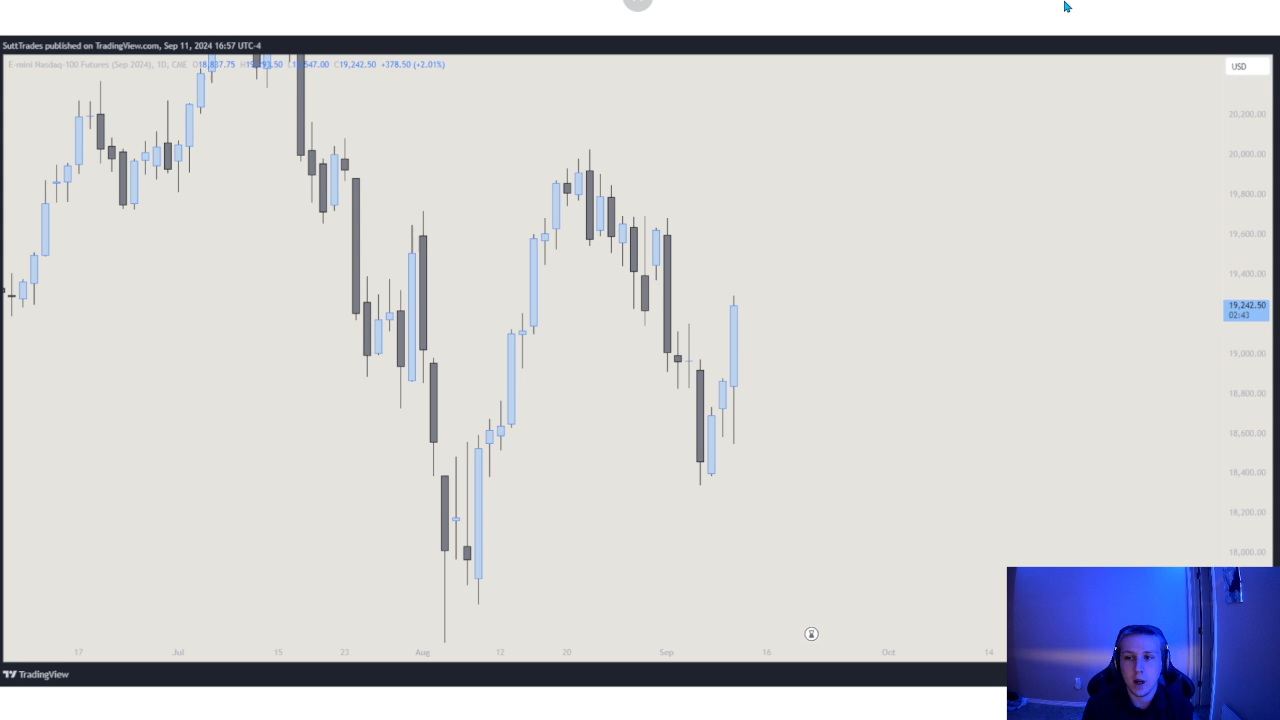 SuttTrades published on TradingView.com, Sep 11, 2024 16:57 UTC-4
E-mini Nasdaq-100 Futures (Sep 2024), 1D, CME +378.50 (+2.01%)
C19,242.50
USD
20,200.00
20,000.00
19,800.00
19,600.00
19,400.00
19,242.50
02:43
19,000.00
18,800.00
18,600.00
18,400.00
18,200.00
18,000.00
17 Jul 15 23 Aug 12 20 Sep 16 Oct 14
TradingView